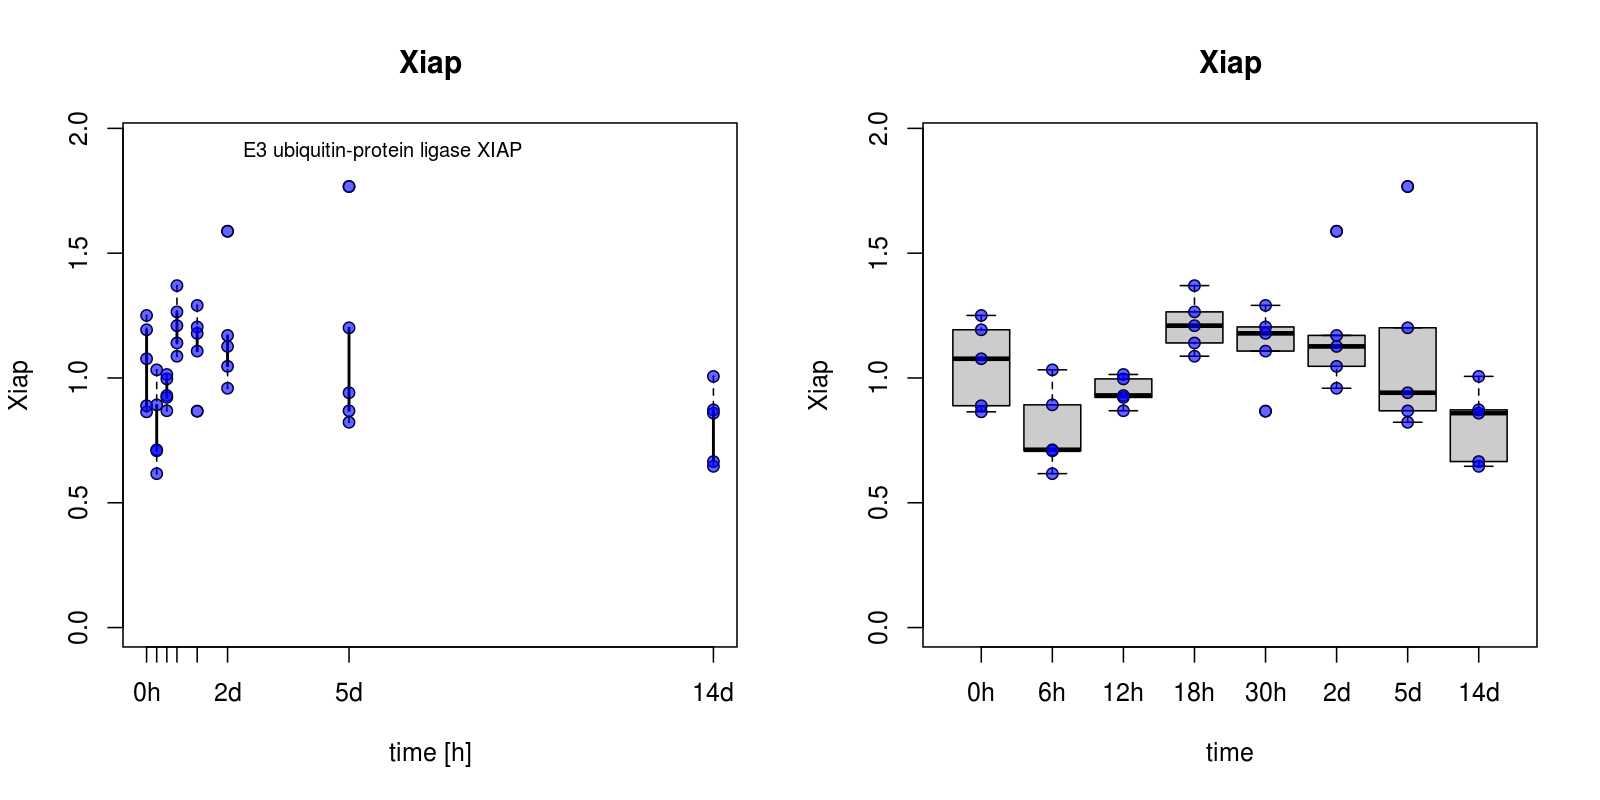 Xiap
E3 ubiquitin-protein ligase XIAP
Xiap
2.0
1.5
1.0
0.5
0.0
0h 2d 5d 14d
time [h]
Xiap
Xiap
2.0
1.5
1.0
0.5
0.0
0h 6h 12h 18h 30h 2d 5d 14d
time